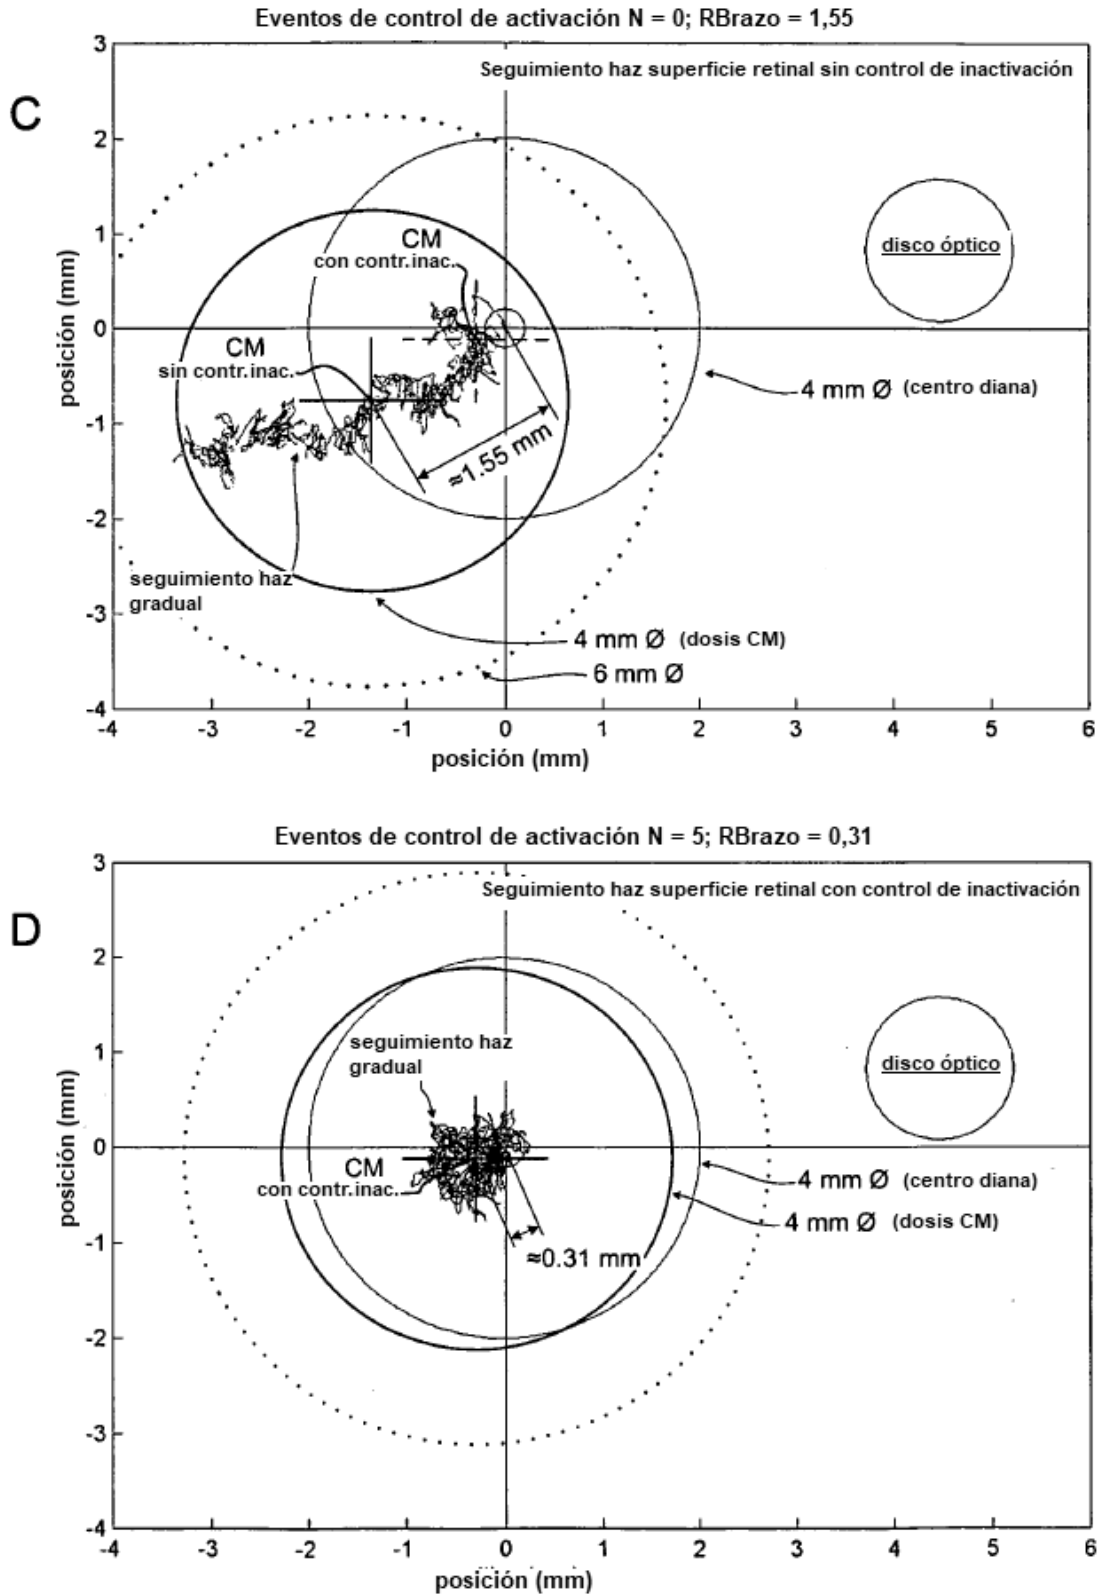 Eventos de control de activación N = 0; RBrazo = 1,55
Seguimiento haz superficie retinal sin control de inactivación
C
3
2
1
0
-1
-2
-3
-4
posición (mm)
disco óptico
CM
con contr.inac.
CM
sin contr.inac.
4 mm Ø (centro diana)
≈1.55 mm
seguimiento haz
gradual
4 mm Ø (dosis CM)
6 mm Ø
-4 -3 -2 -1 0 1 2 3 4 5 6
posición (mm)
Eventos de control de activación N = 5; RBrazo = 0,31
Seguimiento haz superficie retinal con control de inactivación
D
3
2
1
0
-1
-2
-3
-4
posición (mm)
seguimiento haz
gradual
disco óptico
CM
con contr.inac.
4 mm Ø (centro diana)
4 mm Ø (dosis CM)
≈0.31 mm
-4 -3 -2 -1 0 1 2 3 4 5 6
posición (mm)